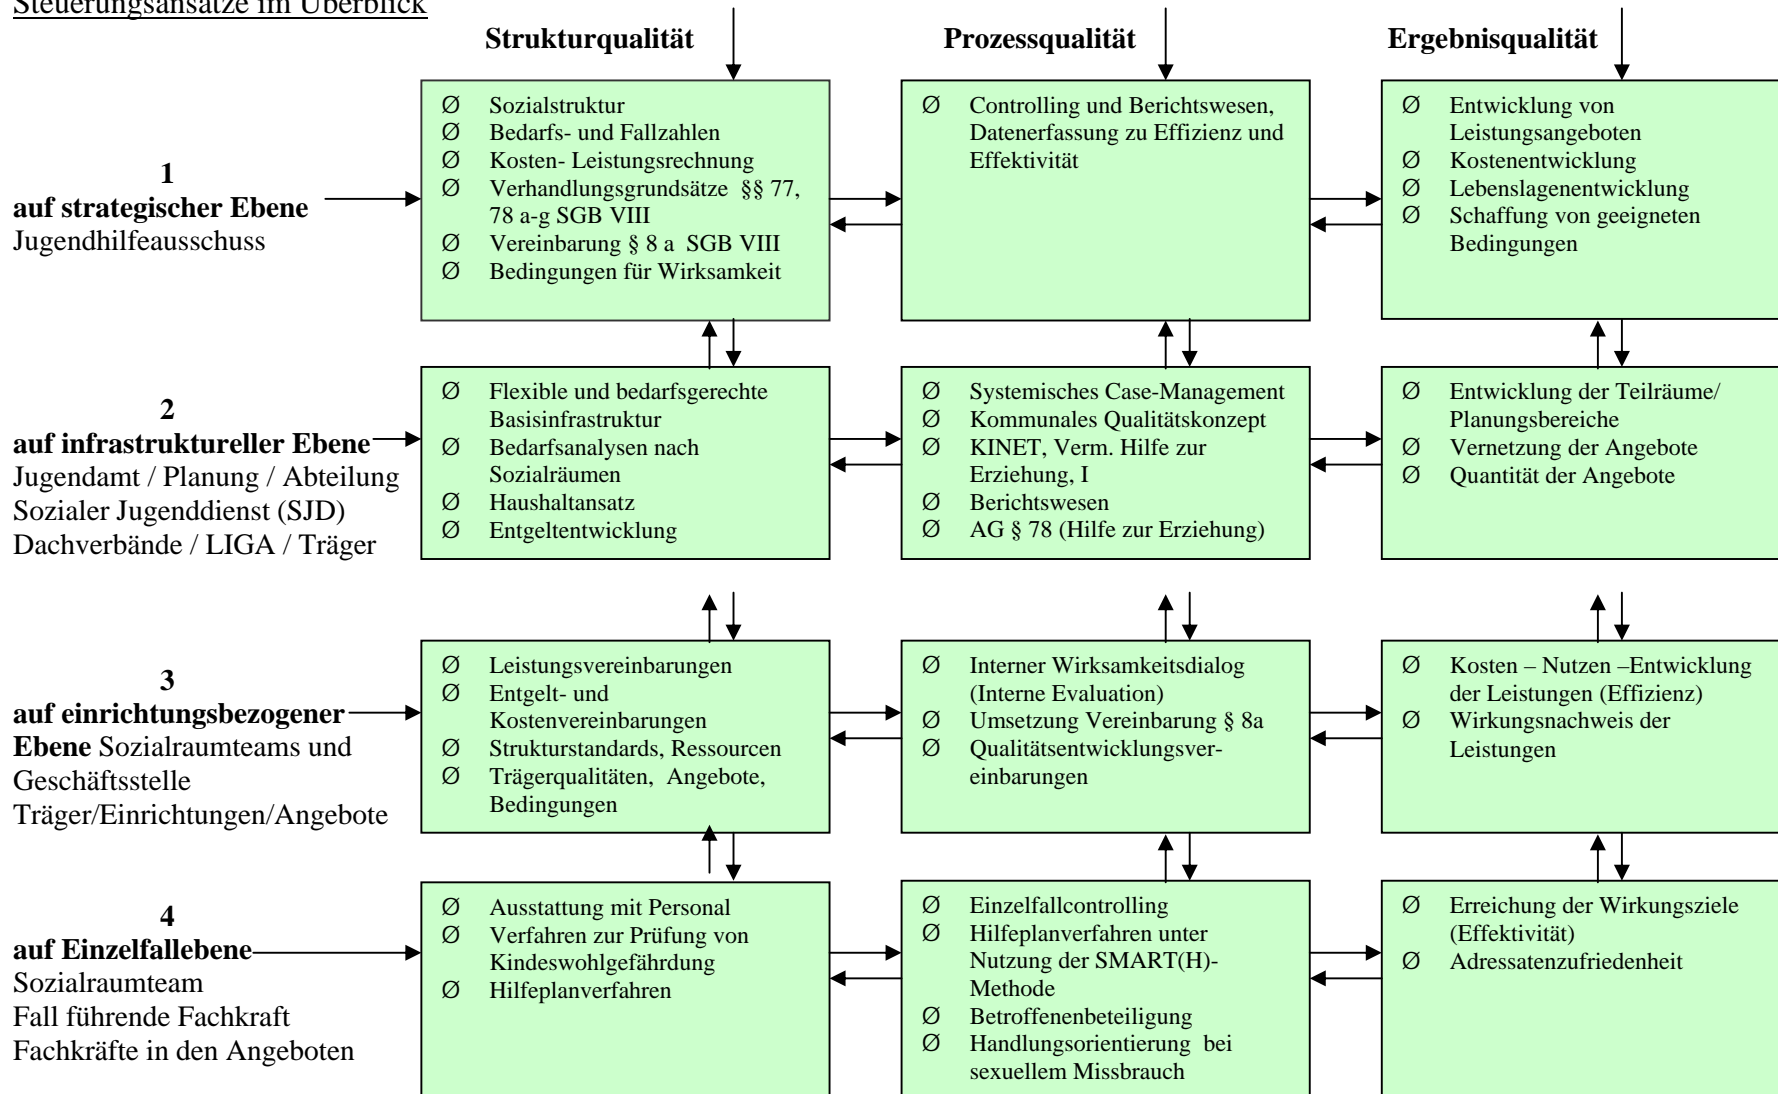 Steuerungsansätze im Überblick
Strukturqualität
Prozessqualität
Ergebnisqualität
1
auf strategischer Ebene
Jugendhilfeausschuss
Ø Sozialstruktur
Ø Bedarfs- und Fallzahlen
Ø Kosten- Leistungsrechnung
Ø Verhandlungsgrundsätze §§ 77,
78 a-g SGB VIII
Ø Vereinbarung § 8 a SGB VIII
Ø Bedingungen für Wirksamkeit
Ø Controlling und Berichtswesen,
Datenerfassung zu Effizienz und
Effektivität
Ø Entwicklung von
Leistungsangeboten
Ø Kostenentwicklung
Ø Lebenslagenentwicklung
Ø Schaffung von geeigneten
Bedingungen
2
auf infrastruktureller Ebene
Jugendamt / Planung / Abteilung
Sozialer Jugenddienst (SJD)
Dachverbände / LIGA / Träger
Ø Flexible und bedarfsgerechte
Basisinfrastruktur
Ø Bedarfsanalysen nach
Sozialräumen
Ø Haushaltansatz
Ø Entgeltentwicklung
Ø Systemisches Case-Management
Ø Kommunales Qualitätskonzept
Ø KINET, Verm. Hilfe zur
Erziehung, I
Ø Berichtswesen
Ø AG § 78 (Hilfe zur Erziehung)
Ø Entwicklung der Teilräume/
Planungsbereiche
Ø Vernetzung der Angebote
Ø Quantität der Angebote
3
auf einrichtungsbezogener
Ebene Sozialraumteams und
Geschäftsstelle
Träger/Einrichtungen/Angebote
Ø Leistungsvereinbarungen
Ø Entgelt- und
Kostenvereinbarungen
Ø Strukturstandards, Ressourcen
Ø Trägerqualitäten, Angebote,
Bedingungen
Ø Interner Wirksamkeitsdialog
(Interne Evaluation)
Ø Umsetzung Vereinbarung § 8a
Ø Qualitätsentwicklungsver-
einbarungen
Ø Kosten – Nutzen –Entwicklung
der Leistungen (Effizienz)
Ø Wirkungsnachweis der
Leistungen
4
auf Einzelfallebene
Sozialraumteam
Fall führende Fachkraft
Fachkräfte in den Angeboten
Ø Ausstattung mit Personal
Ø Verfahren zur Prüfung von
Kindeswohlgefährdung
Ø Hilfeplanverfahren
Ø Einzelfallcontrolling
Ø Hilfeplanverfahren unter
Nutzung der SMART(H)-
Methode
Ø Betroffenenbeteiligung
Ø Handlungsorientierung bei
sexuellem Missbrauch
Ø Erreichung der Wirkungsziele
(Effektivität)
Ø Adressatenzufriedenheit